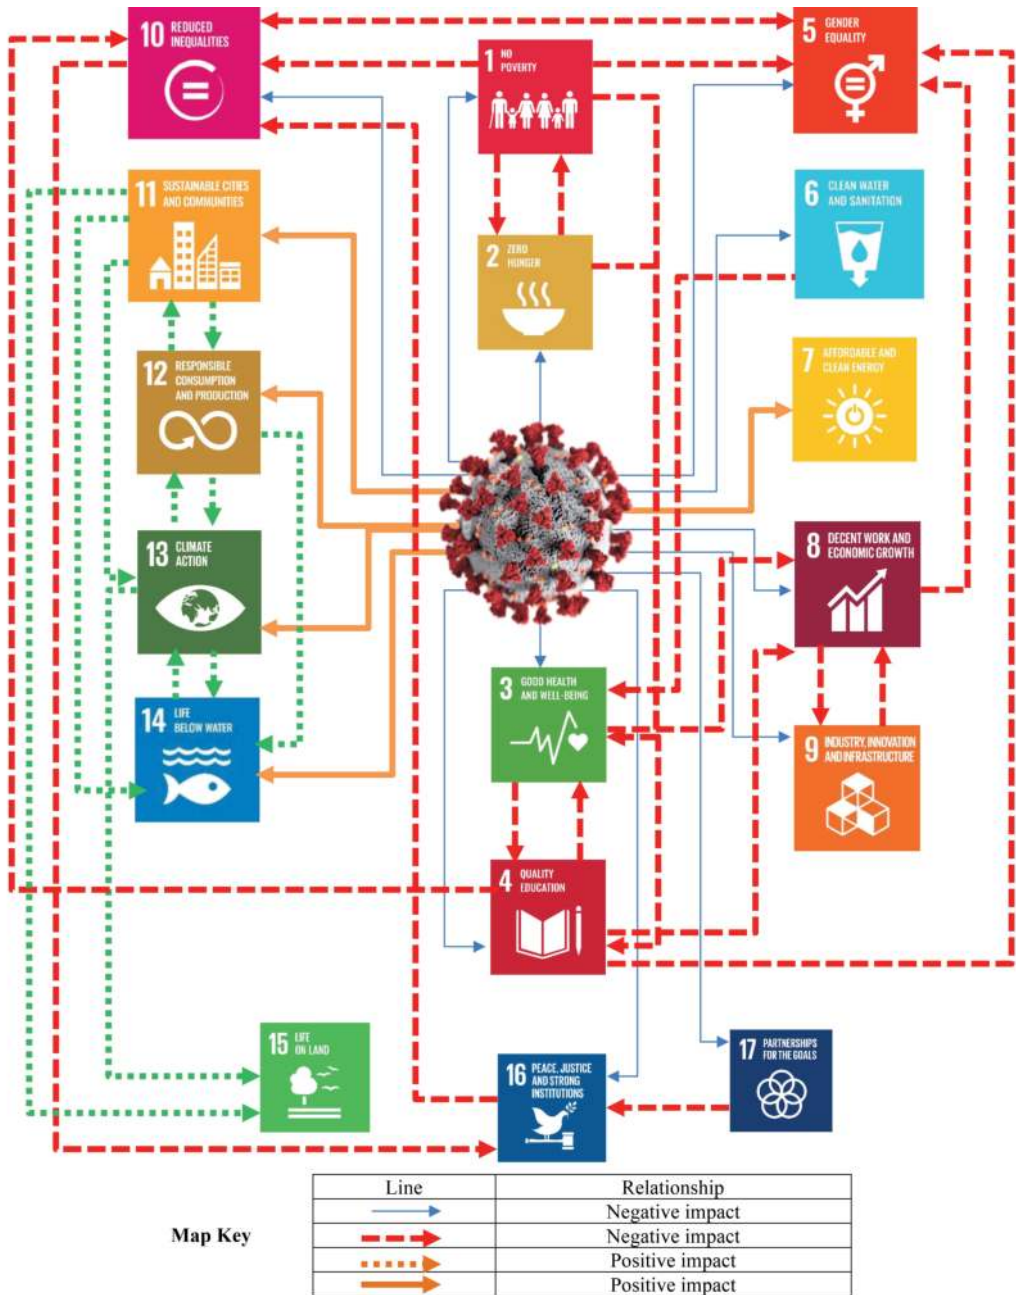 10 REDUCED
INEQUALITIES
1 NO
POVERTY
5 GENDER
EQUALITY
11 SUSTAINABLE CITIES
AND COMMUNITIES
6 CLEAN WATER
AND SANITATION
2 ZERO
HUNGER
12 RESPONSIBLE
CONSUMPTION
AND PRODUCTION
7 AFFORDABLE AND
CLEAN ENERGY
13 CLIMATE
ACTION
8 DECENT WORK AND
ECONOMIC GROWTH
3 GOOD HEALTH
AND WELL-BEING
14 LIFE
BELOW WATER
9 INDUSTRY, INNOVATION
AND INFRASTRUCTURE
4 QUALITY
EDUCATION
15 LIFE
ON LAND
16 PEACE, JUSTICE
AND STRONG
INSTITUTIONS
17 PARTNERSHIPS
FOR THE GOALS
Map Key
Line Relationship
Negative impact
Negative impact
Positive impact
Positive impact